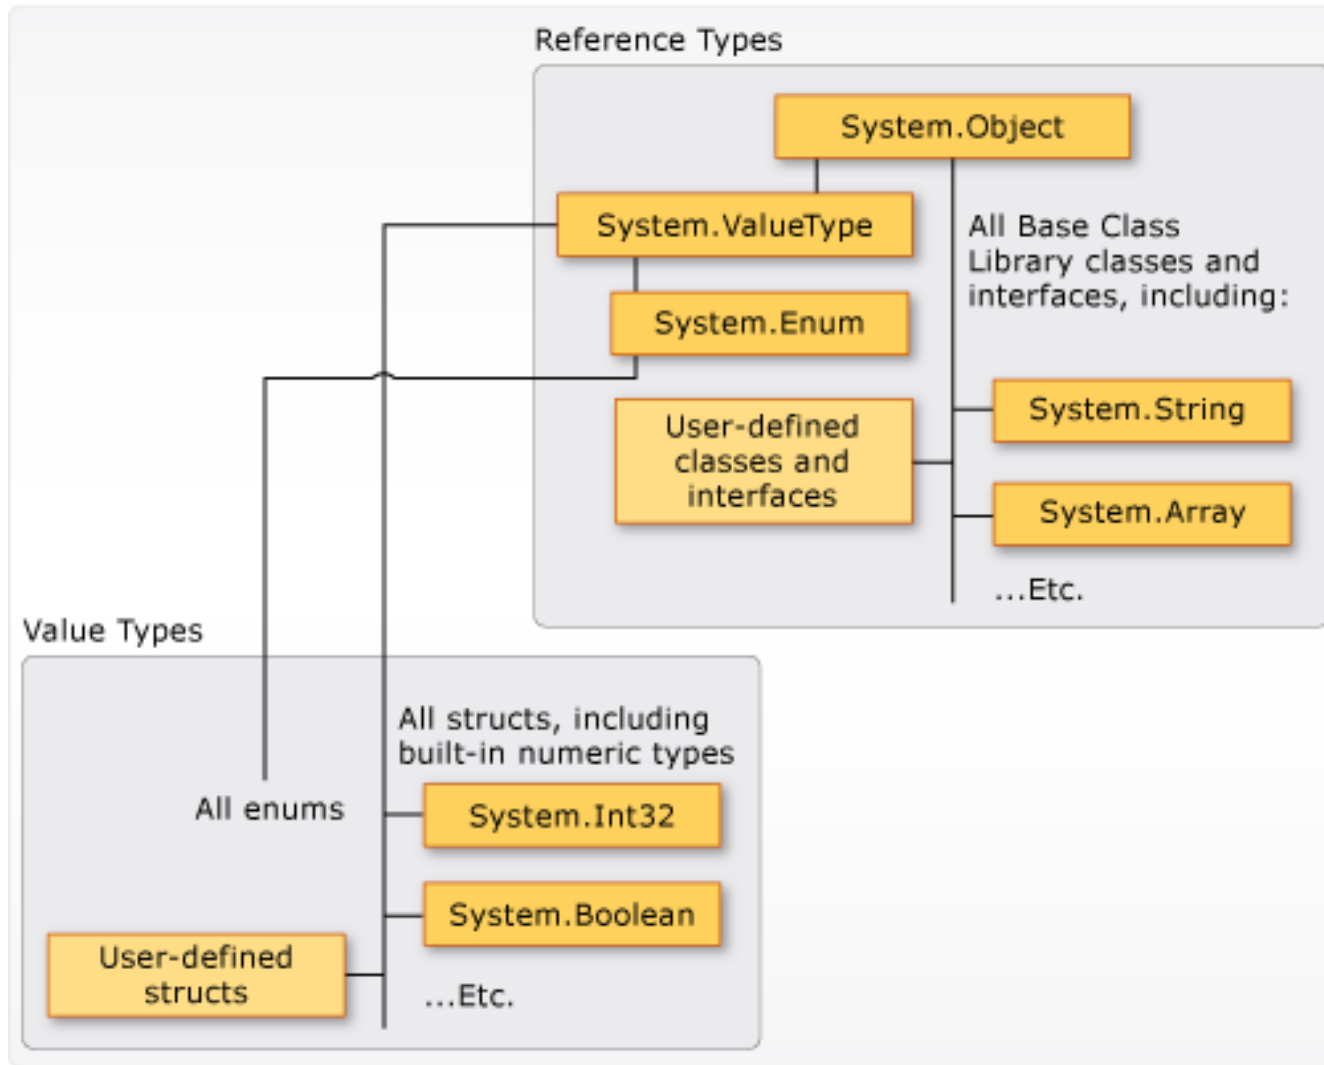 Reference Types
System.Object
System.ValueType
All Base Class
Library classes and
interfaces, including:
System.Enum
System.String
User-defined
classes and
interfaces
System.Array
...Etc.
Value Types
All structs, including
built-in numeric types
All enums
System.Int32
System.Boolean
User-defined
structs
...Etc.